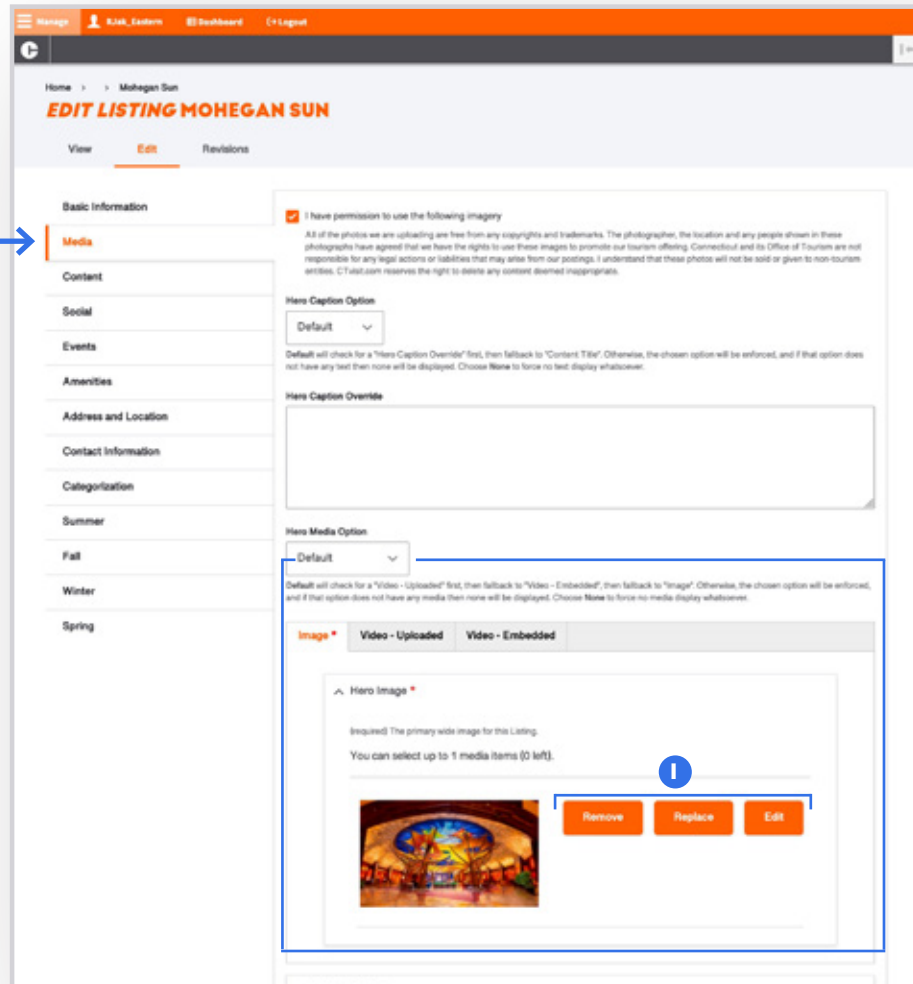 Manage RJak_Eastern Dashboard Logout
Home > > Mohegan Sun
EDIT LISTING MOHEGAN SUN
View Edit Revisions
Basic Information
Media
Content
Social
Events
Amenities
Address and Location
Contact Information
Categorization
Summer
Fall
Winter
Spring
I have permission to use the following imagery
All of the photos we are uploading are free from any copyrights and trademarks. The photographer, the location and any people shown in these
photographs have agreed that we have the rights to use these images to promote our tourism offering. Connecticut and its Office of Tourism are not
responsible for any legal actions or liabilities that may arise from our postings. I understand that these photos will not be sold or given to non-tourism
entities. CTvisit.com reserves the right to delete any content deemed inappropriate.
Hero Caption Option
Default
Default will check for a "Hero Caption Override" first, then fallback to "Content Title". Otherwise, the chosen option will be enforced, and if that option does
not have any text then none will be displayed. Choose None to force no text display whatsoever.
Hero Caption Override
Hero Media Option
Default
Default will check for a "Video - Uploaded" first, then fallback to "Video - Embedded", then fallback to "Image". Otherwise, the chosen option will be enforced,
and if that option does not have any media then none will be displayed. Choose None to force no media display whatsoever.
Image * Video - Uploaded Video - Embedded
Hero Image *
(required) The primary wide image for this Listing.
You can select up to 1 media items (0 left).
1
Remove Replace Edit